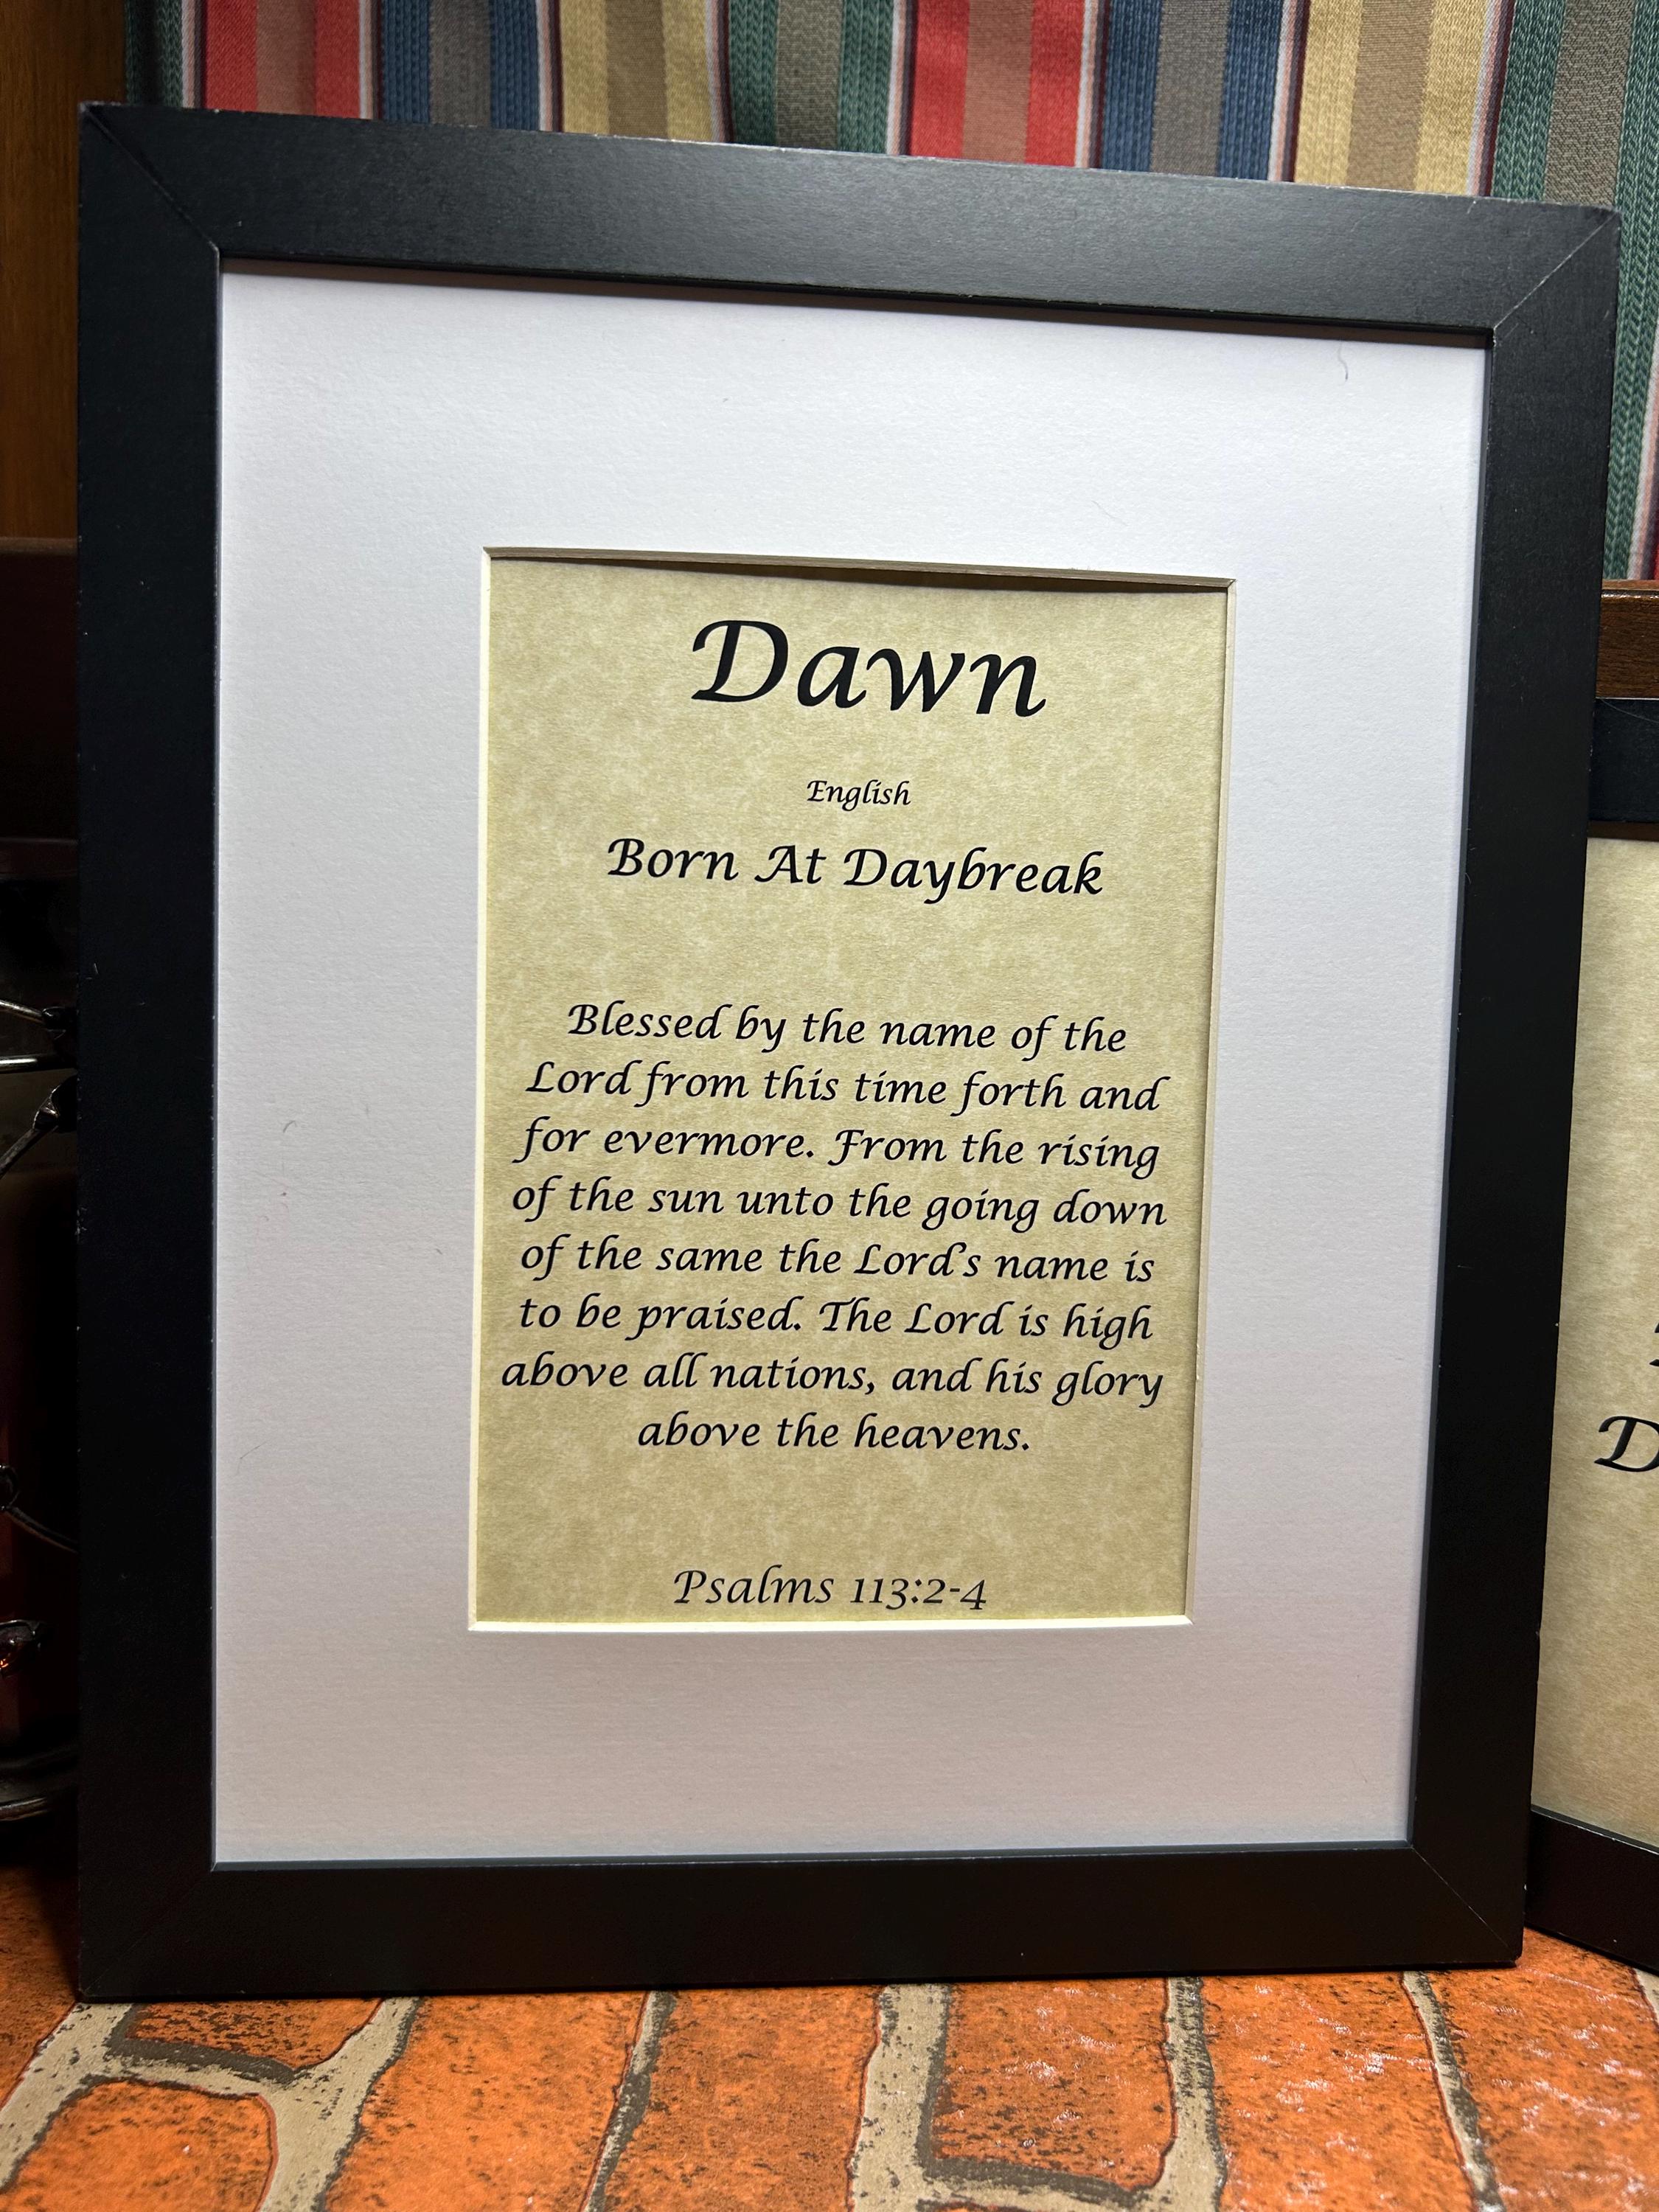 Dawn
English
Born At Daybreak
Blessed by the name of the
Lord from this time forth and
for evermore. From the rising
of the sun unto the going down
of the same the Lord's name is
to be praised. The Lord is high
above all nations, and his glory
above the heavens.
Psalms 113:2-4
D